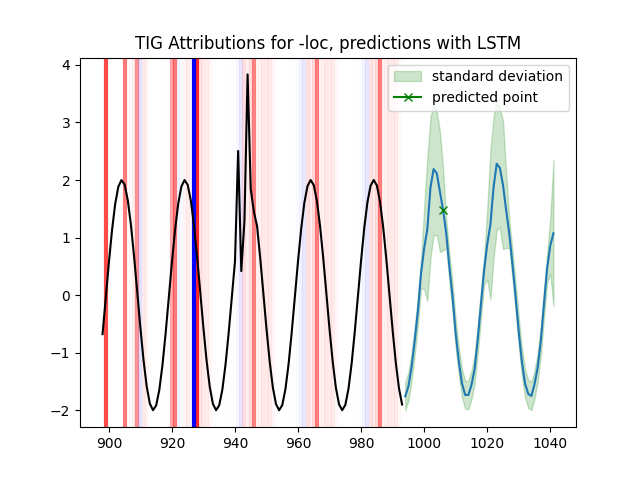 TIG Attributions for -loc, predictions with LSTM
standard deviation
predicted point
4
3
2
1
0
−1
−2
900 920 940 960 980 1000 1020 1040